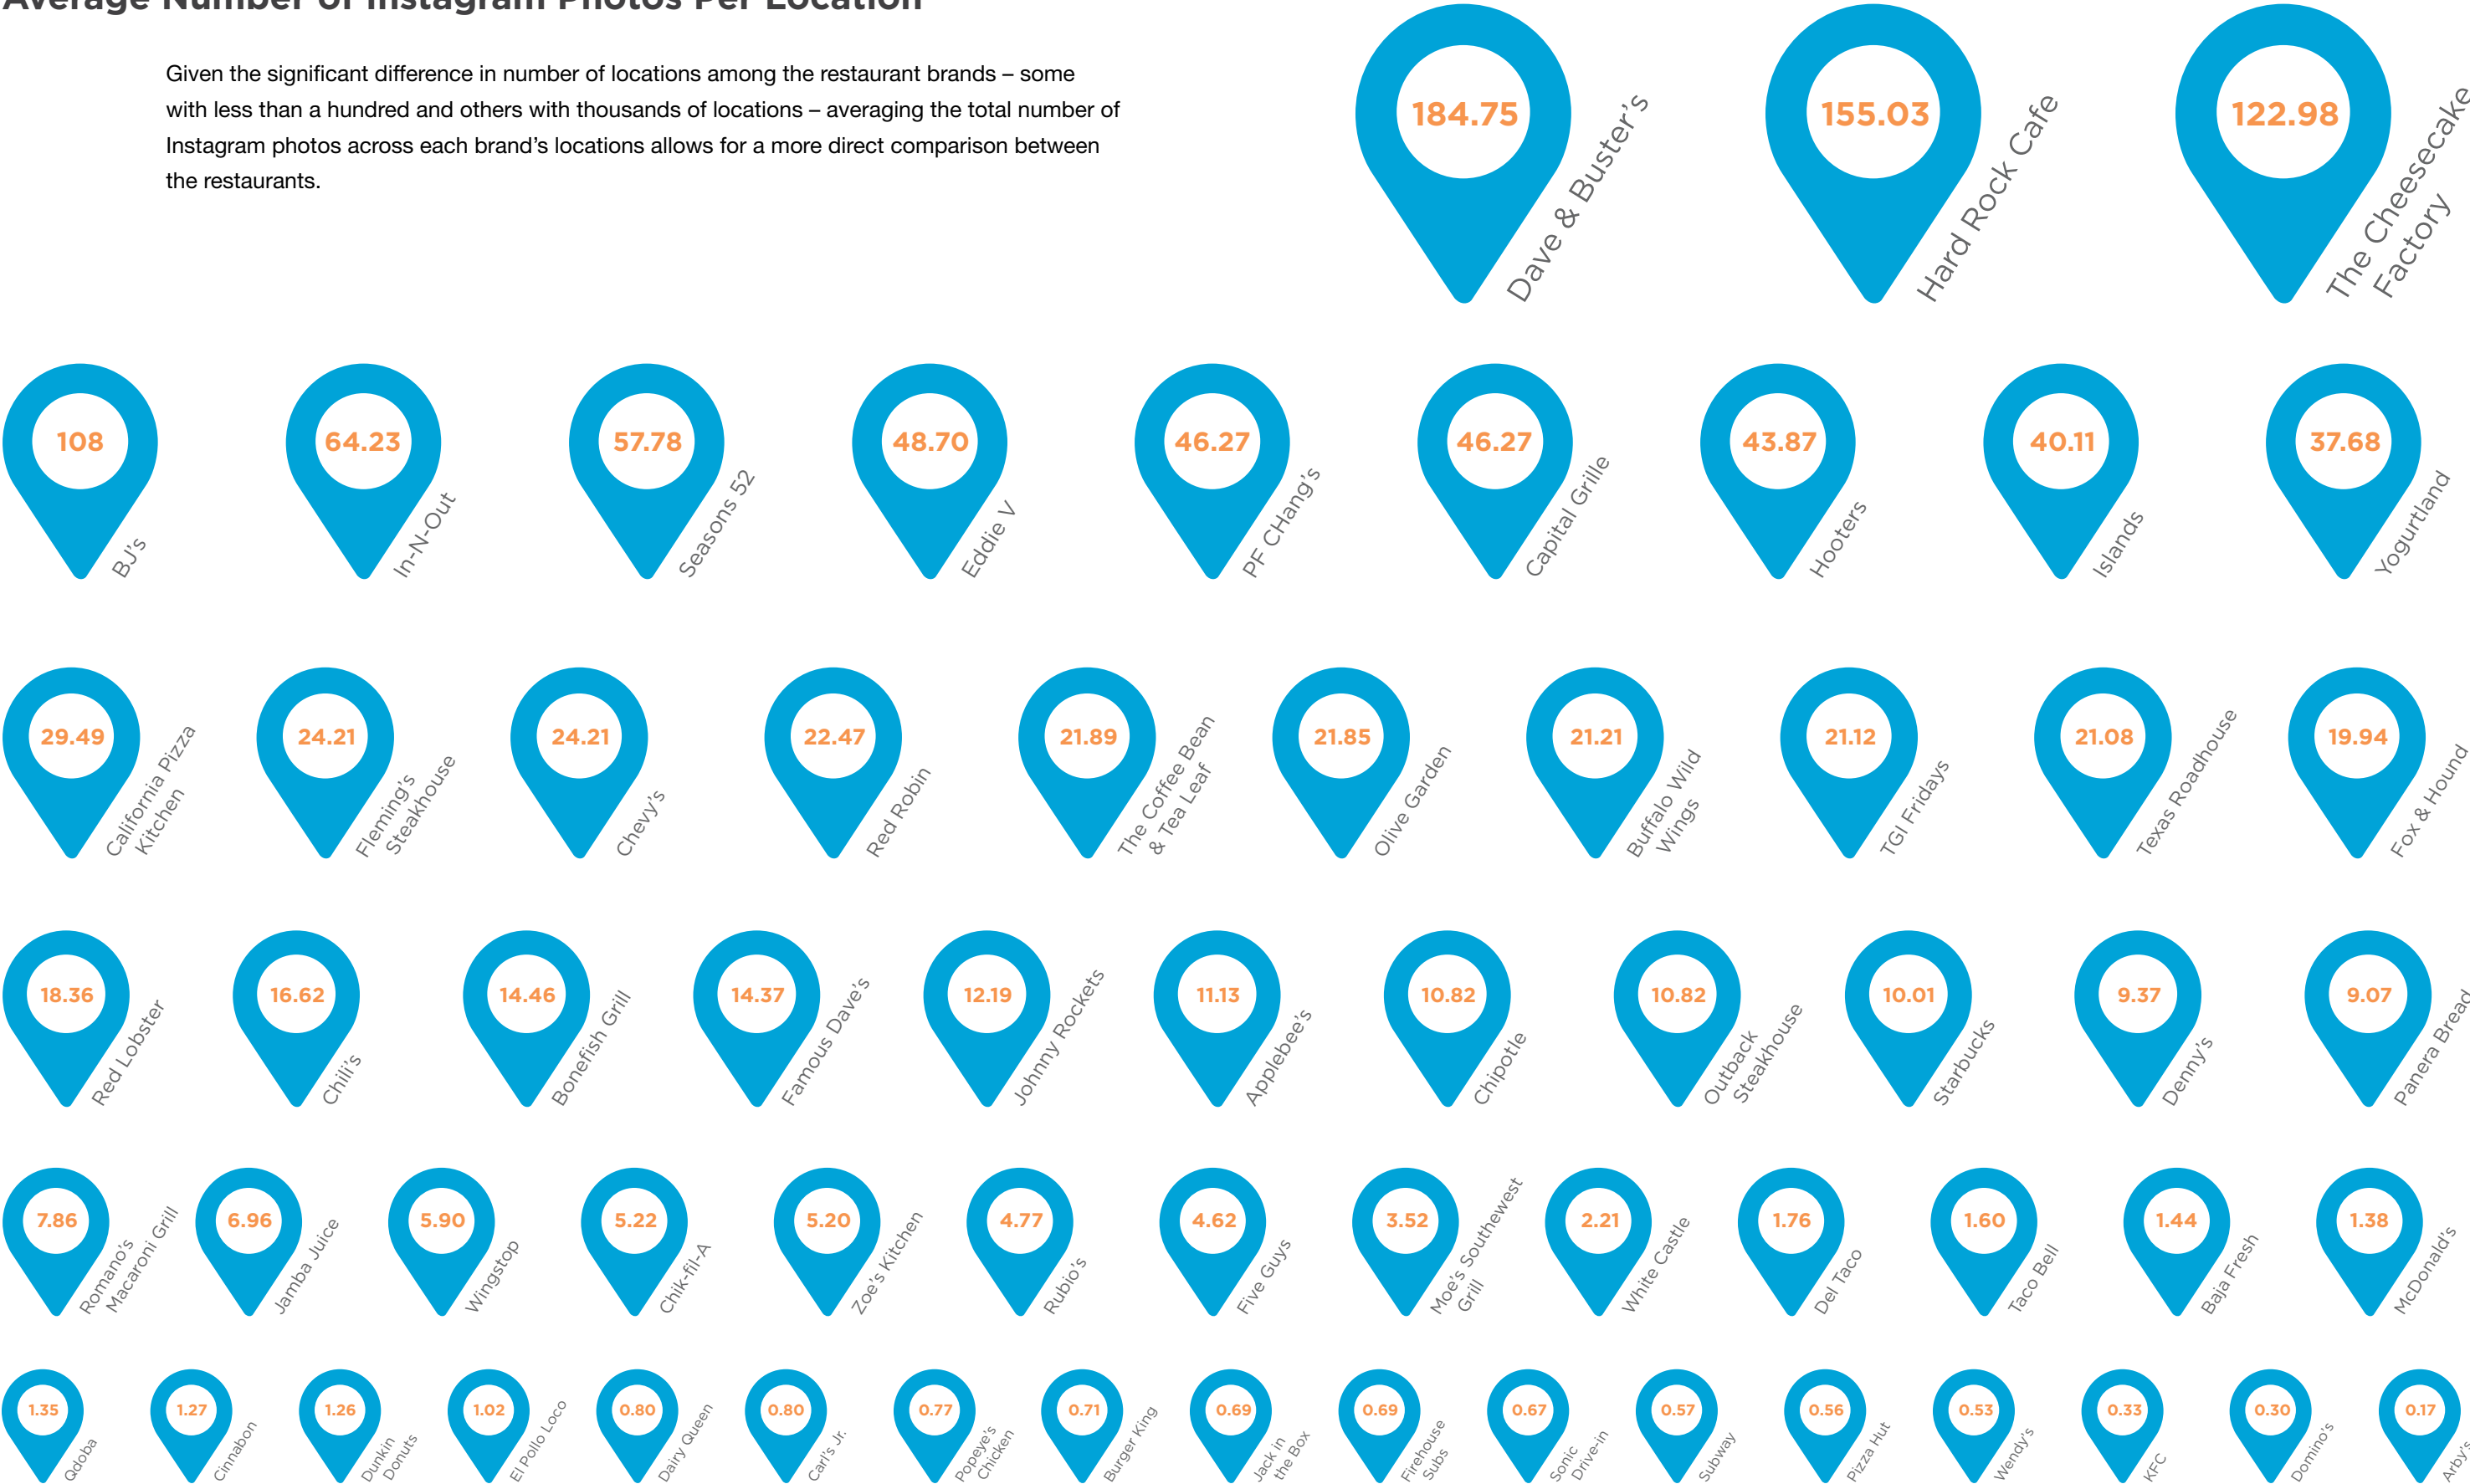 Average Number of Instagram Photos Per Location
Given the significant difference in number of locations among the restaurant brands – some
with less than a hundred and others with thousands of locations – averaging the total number of
Instagram photos across each brand’s locations allows for a more direct comparison between
the restaurants.
184.75
Dave & Buster’s
155.03
Hard Rock Cafe
122.98
The Cheesecake
Factory
108
BJ’s
64.23
In-N-Out
57.78
Seasons 52
48.70
Eddie V
46.27
PF CHang’s
46.27
Capital Grille
43.87
Hooters
40.11
Islands
37.68
Yogurtland
29.49
California Pizza
Kitchen
24.21
Fleming’s
Steakhouse
24.21
Chevy’s
22.47
Red Robin
21.89
The Coffee Bean
& Tea Leaf
21.85
Olive Garden
21.21
Buffalo Wild
Wings
21.12
TGI Fridays
21.08
Texas Roadhouse
19.94
Fox & Hound
18.36
Red Lobster
16.62
Chili’s
14.46
Bonefish Grill
14.37
Famous Dave’s
12.19
Johnny Rockets
11.13
Applebee’s
10.82
Chipotle
10.82
Outback
Steakhouse
10.01
Starbucks
9.37
Denny’s
9.07
Panera Bread
7.86
Romano’s
Macaroni Grill
6.96
Jamba Juice
5.90
Wingstop
5.22
Chik-fil-A
5.20
Zoe’s Kitchen
4.77
Rubio’s
4.62
Five Guys
3.52
Moe’s Southewest
Grill
2.21
White Castle
1.76
Del Taco
1.60
Taco Bell
1.44
Baja Fresh
1.38
McDonald’s
1.35
Qdoba
1.27
Cinnabon
1.26
Dunkin
Donuts
1.02
El Pollo Loco
0.80
Dairy Queen
0.80
Carl’s Jr.
0.77
Popeye’s
Chicken
0.71
Burger King
0.69
Jack in
the Box
0.69
Firehouse
Subs
0.67
Sonic
Drive-in
0.57
Subway
0.56
Pizza Hut
0.53
Wendy’s
0.33
KFC
0.30
Domino’s
0.17
Arby’s